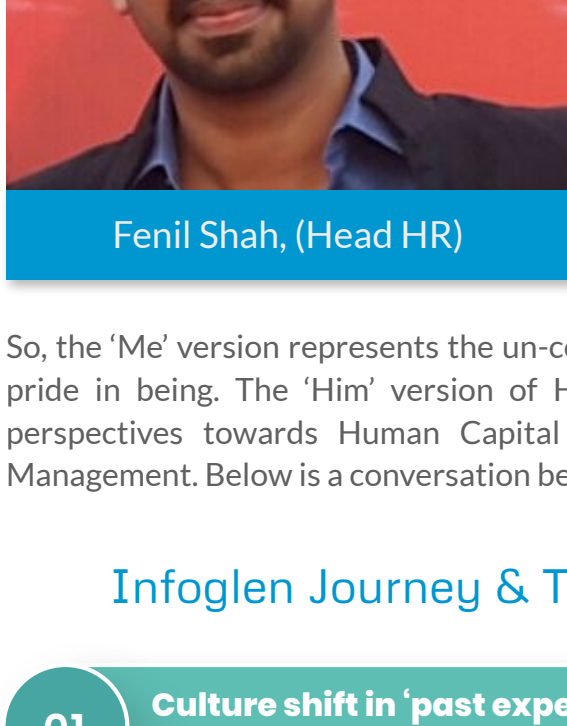 Fenil Shah, (Head HR)
So, the ‘Me’ version represents the
pride in being. The ‘Him’ version of
perspectives towards Human Capital
Management. Below is a conversation
Infoglen Journey &
01
Culture shift in ‘past